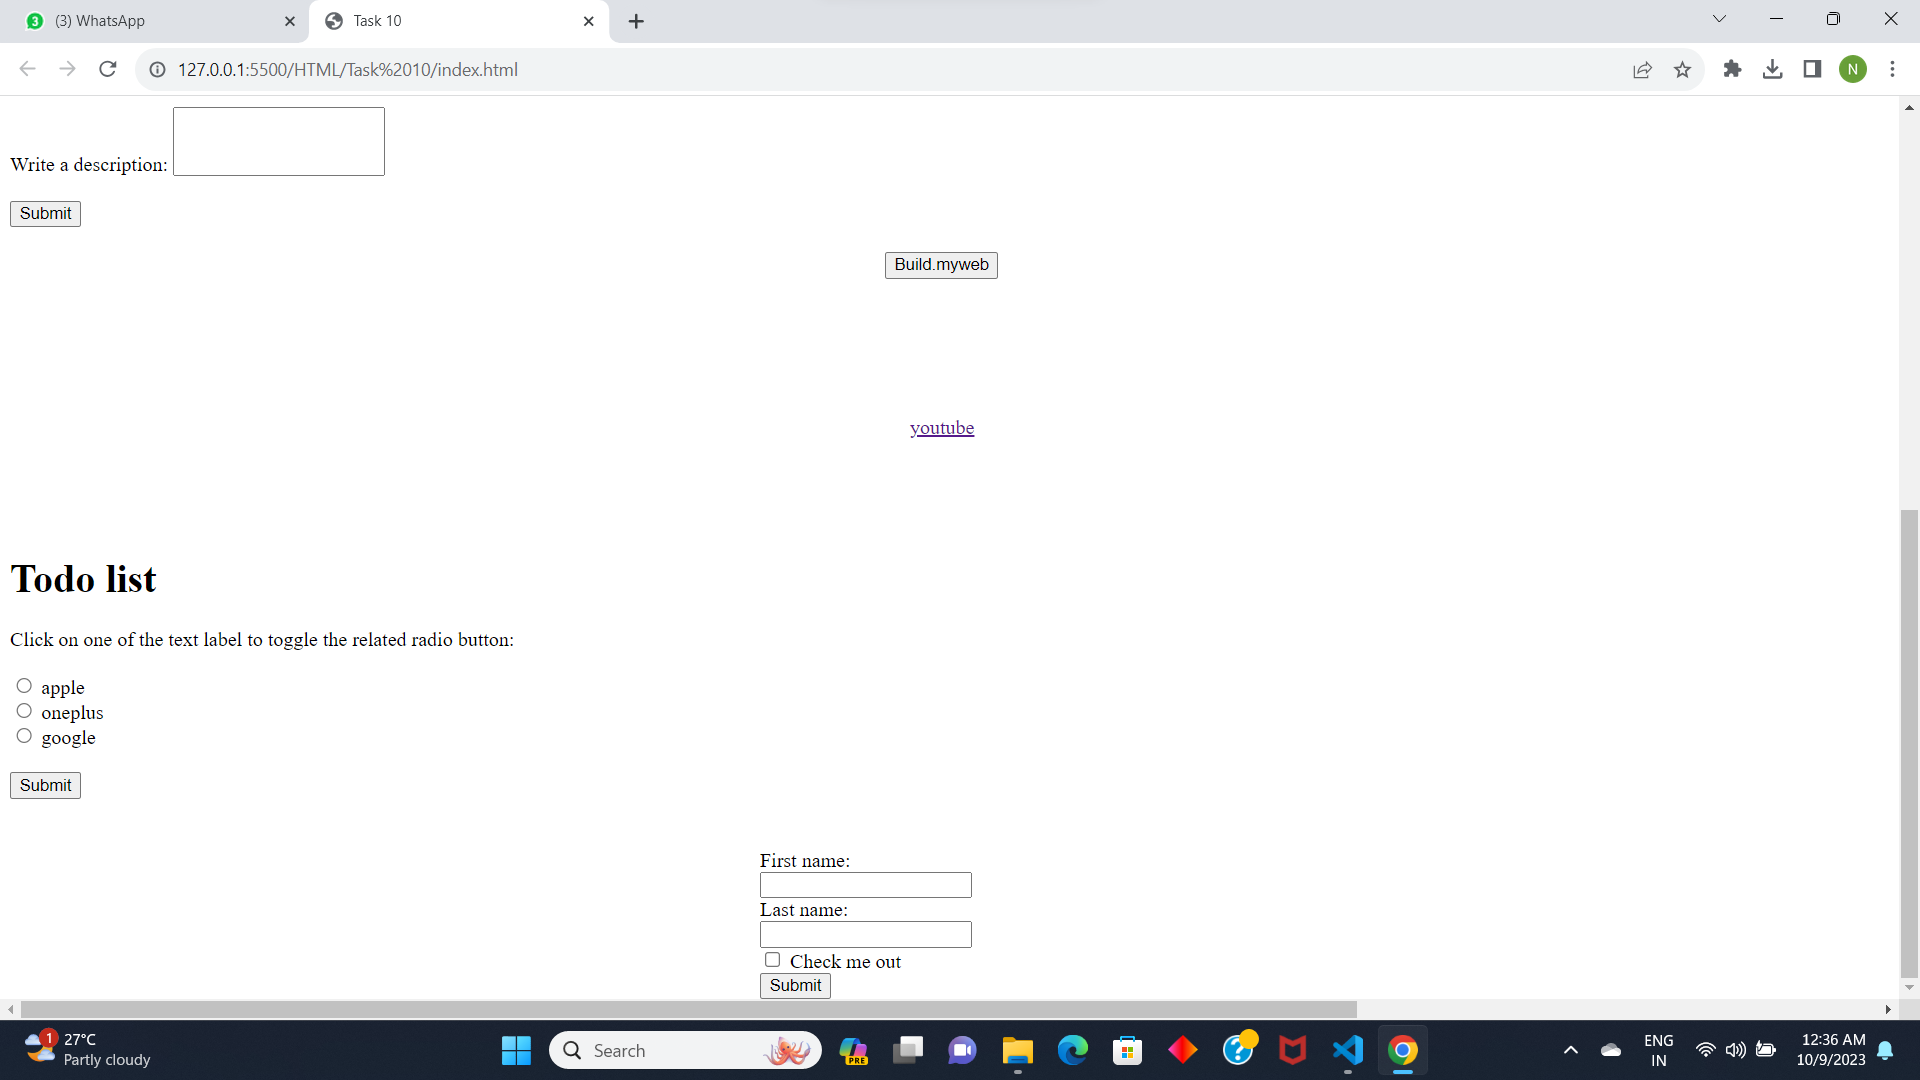 3 (3) WhatsApp
Task 10
127.0.0.1:5500/HTML/Task%2010/index.html
N
Write a description:
Submit
Build.myweb
youtube
Todo list
Click on one of the text label to toggle the related radio button:
apple
oneplus
google
Submit
First name:
Last name:
Check me out
Submit
1
27°C
Partly cloudy
Search
PRE
ENG
IN
12:36 AM
10/9/2023